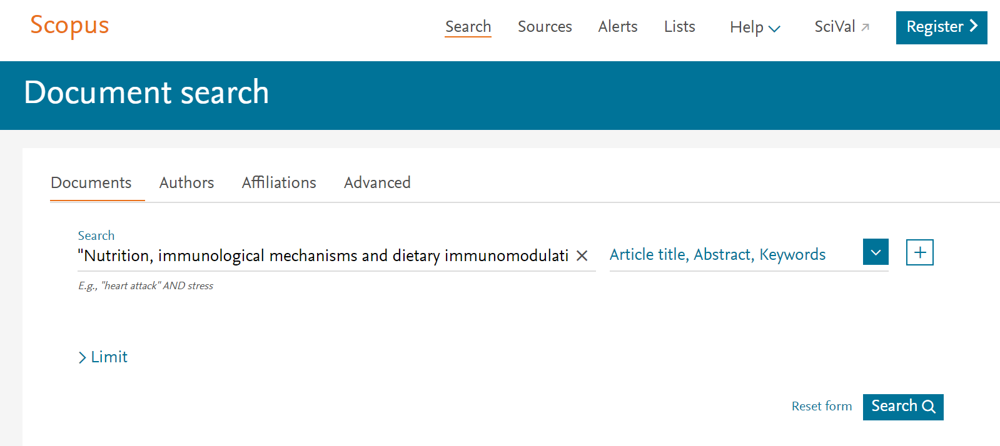 Scopus
Search Sources Alerts Lists Help SciVal Register
Document search
Documents Authors Affiliations Advanced
Search
"Nutrition, immunological mechanisms and dietary immunomodulati
Article title, Abstract, Keywords
E.g., "heart attack" AND stress
Limit
Reset form Search